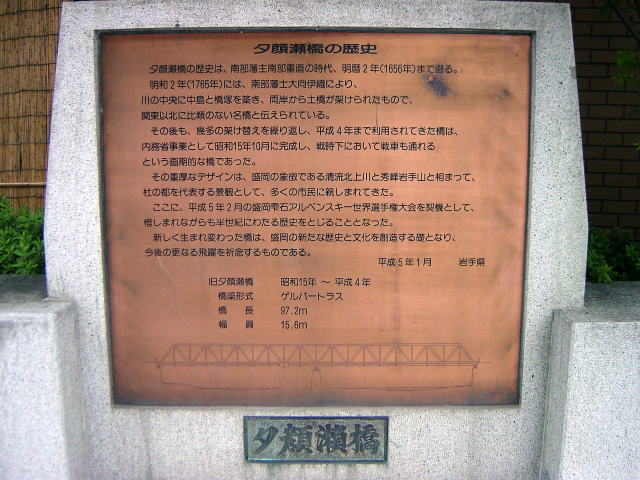 夕顔瀬橋の歴史
夕顔瀬橋の歴史は、南部藩主南部重直の時代、明暦2年(1656年)まで遡る。
明和2年(1765年)には、南部藩士大向伊織により、
川の中央に中島と橋塚を築き、両岸から土橋が架けられたもので、
関東以北に比類のない名橋と伝えられている。
その後も、幾多の架け替えを繰り返し、平成4年まで利用されてきた橋は、
内務省事業として昭和15年10月に完成し、戦時下において戦車も通れる
という画期的な橋であった。
その重厚なデザインは、盛岡の象徴である清流北上川と秀峰岩手山と相まって、
杜の都を代表する景観として、多くの市民に親しまれてきた。
ここに、平成5年2月の盛岡雫石アルペンスキー世界選手権大会を契機として、
惜しまれながらも半世紀にわたる歴史をとじることとなった。
新しく生まれ変わった橋は、盛岡の新たな歴史と文化を創造する礎となり、
今後の更なる飛躍を祈念するものである。
平成5年1月 岩手県
旧夕顔瀬橋 昭和15年 ～ 平成4年
橋梁形式 ゲルバートラス
橋長 97.2m
幅員 15.6m
夕顔瀬橋